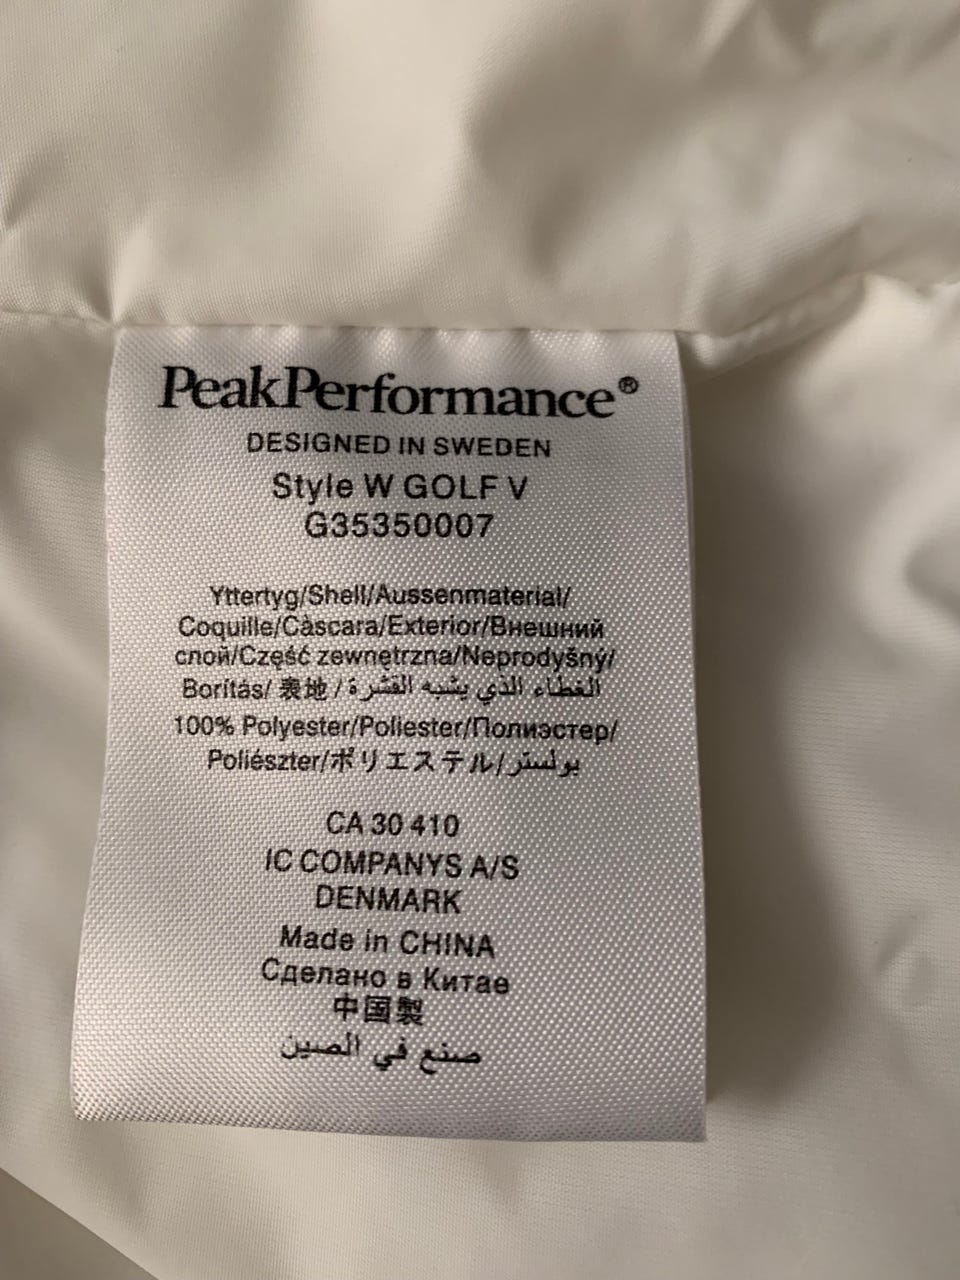 PeakPerformance®
DESIGNED IN SWEDEN
Style W GOLF V
G35350007
Yttertyg/Shell/Aussenmaterial/
Coquille/Càscara/Exterior/Внешний
слой/Część zewnętrzna/Neprodyšný/
Borítás/ 表地 / الغطاء الذي يشبه القشرة
100% Polyester/Poliester/Полиэстер/
Poliészter/ポリエステル/بولستر
CA 30 410
IC COMPANYS A/S
DENMARK
Made in CHINA
Сделано в Китае
中国製
صنع في الصين